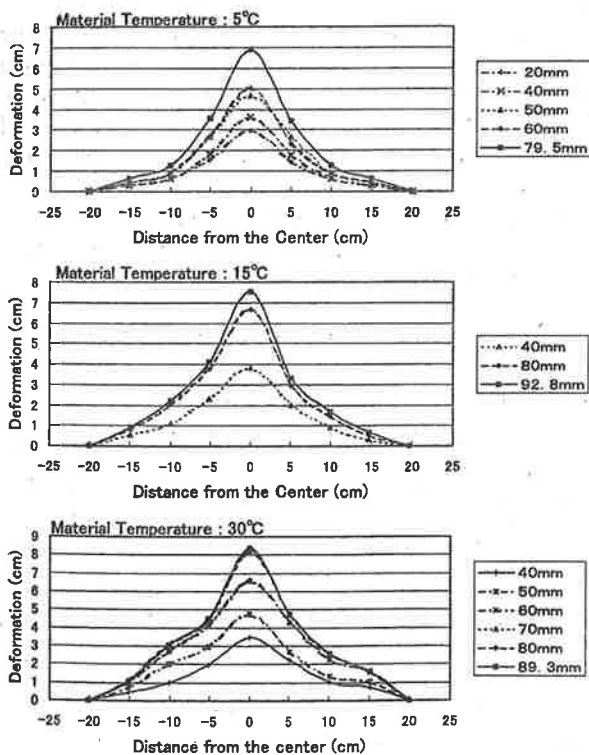 Material Temperature : 5℃
Deformation (cm)
8
7
6
5
4
3
2
1
0
-25 -20 -15 -10 -5 0 5 10 15 20 25
Distance from the Center (cm)
20mm
40mm
50mm
60mm
79. 5mm
Material Temperature : 15℃
Deformation (cm)
8
7
6
5
4
3
2
1
0
-25 -20 -15 -10 -5 0 5 10 15 20 25
Distance from the Center (cm)
40mm
80mm
92. 8mm
Material Temperature : 30℃
Deformation (cm)
9
8
7
6
5
4
3
2
1
0
-25 -20 -15 -10 -5 0 5 10 15 20 25
Distance from the center (cm)
40mm
50mm
60mm
70mm
80mm
89. 3mm